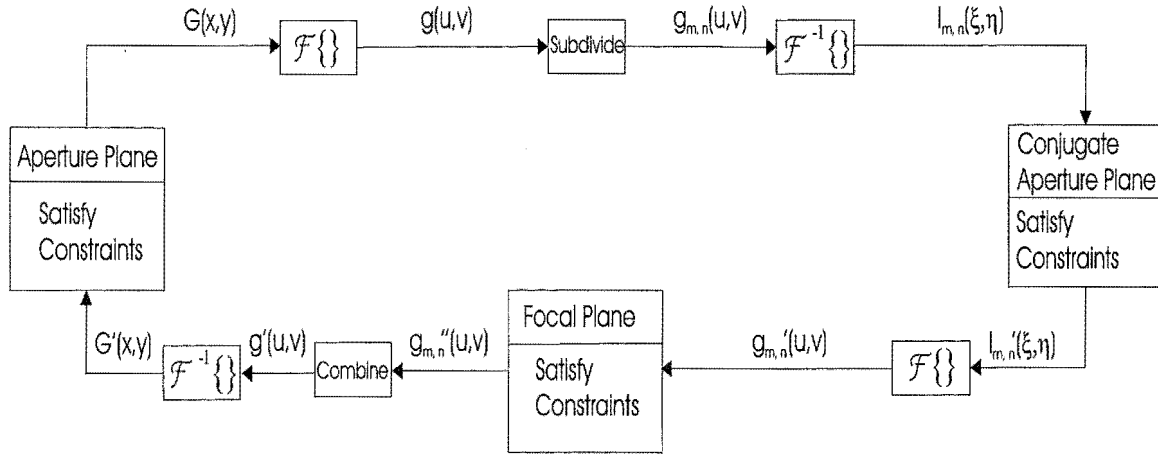 G(x,y)
ℱ{}
g(u,v)
Subdivide
g_{m,n}(u,v)
ℱ^{-1}{}
I_{m,n}(ξ,η)
Aperture Plane
Satisfy
Constraints
Conjugate
Aperture Plane
Satisfy
Constraints
G'(x,y)
ℱ^{-1}{}
g'(u,v)
Combine
g_{m,n}''(u,v)
Focal Plane
Satisfy
Constraints
g_{m,n}'(u,v)
ℱ{}
I_{m,n}'(ξ,η)